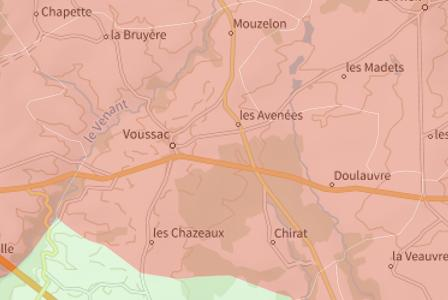 Chapette
Mouzelon
la Bruyère
les Madets
le Venant
les Avenées
Voussac
Doulauvre
les Chazeaux
Chirat
la Veauvre